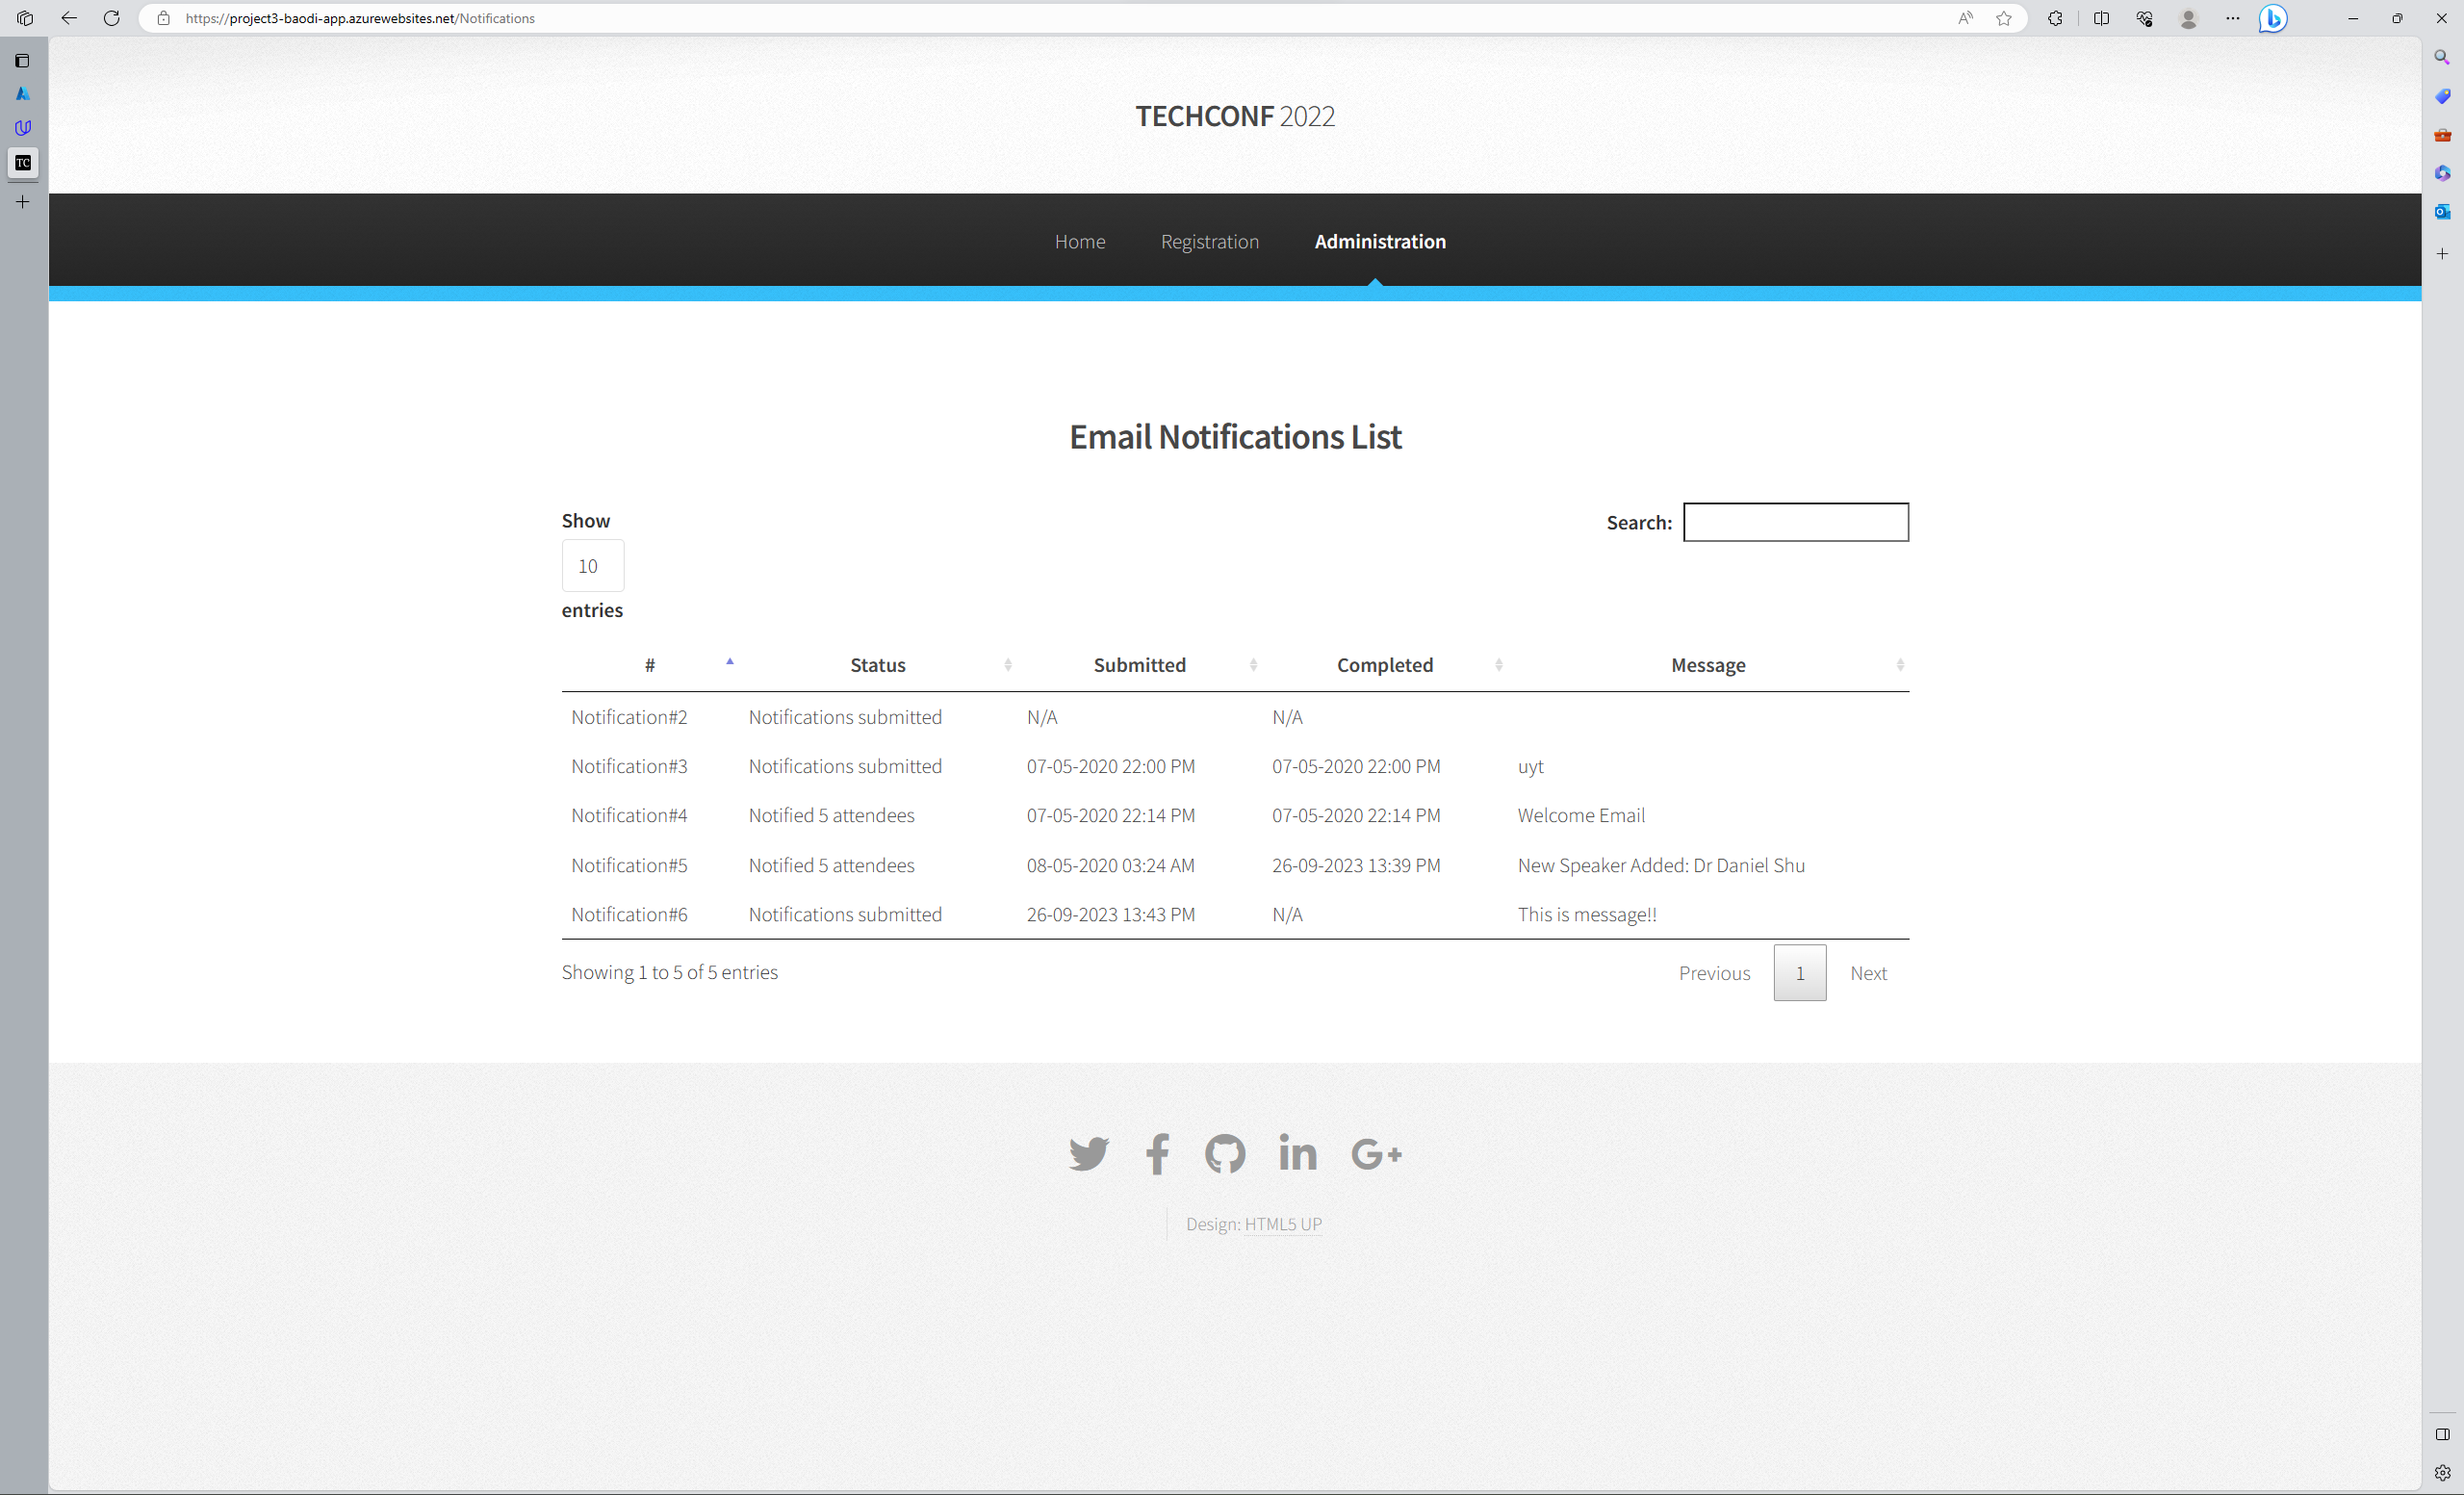 https://project3-baodi-app.azurewebsites.net/Notifications
TC
TECHCONF 2022
Home Registration Administration
Email Notifications List
Show
10
entries
Search:
# Status Submitted Completed Message
Notification#2 Notifications submitted N/A N/A
Notification#3 Notifications submitted 07-05-2020 22:00 PM 07-05-2020 22:00 PM uyt
Notification#4 Notified 5 attendees 07-05-2020 22:14 PM 07-05-2020 22:14 PM Welcome Email
Notification#5 Notified 5 attendees 08-05-2020 03:24 AM 26-09-2023 13:39 PM New Speaker Added: Dr Daniel Shu
Notification#6 Notifications submitted 26-09-2023 13:43 PM N/A This is message!!
Showing 1 to 5 of 5 entries
Previous 1 Next
Design: HTML5 UP